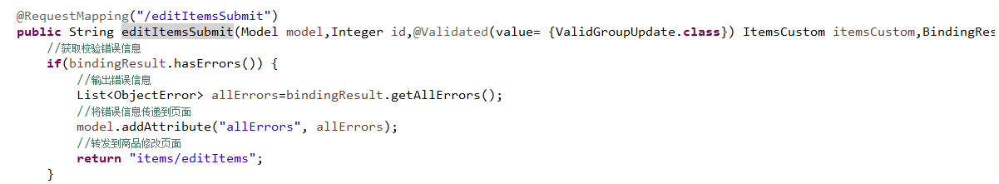 @RequestMapping("/editItemsSubmit")
public String editItemsSubmit(Model model,Integer id,@Validated(value= {ValidGroupUpdate.class}) ItemsCustom itemsCustom,BindingRes
//获取校验错误信息
if(bindingResult.hasErrors()) {
//输出错误信息
List<ObjectError> allErrors=bindingResult.getAllErrors();
//将错误信息传递到页面
model.addAttribute("allErrors", allErrors);
//转发到商品修改页面
return "items/editItems";
}